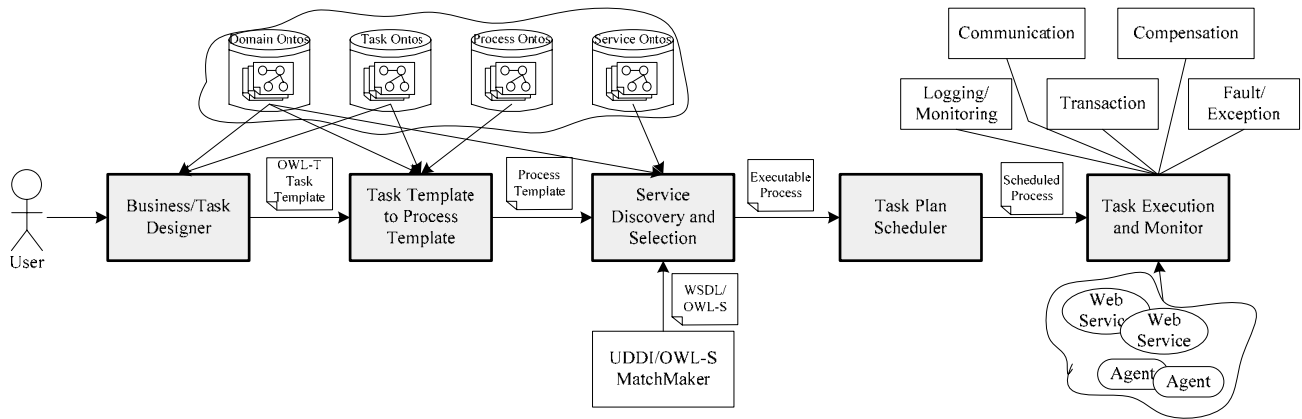 Domain Ontos
Task Ontos
Process Ontos
Service Ontos
Communication
Compensation
Logging/
Monitoring
Transaction
Fault/
Exception
User
Business/Task
Designer
OWL-T
Task
Template
Task Template
to Process
Template
Process
Template
Service
Discovery and
Selection
Executable
Process
Task Plan
Scheduler
Scheduled
Process
Task Execution
and Monitor
WSDL/
OWL-S
UDDI/OWL-S
MatchMaker
Web
Service
Web
Service
Agent
Agent